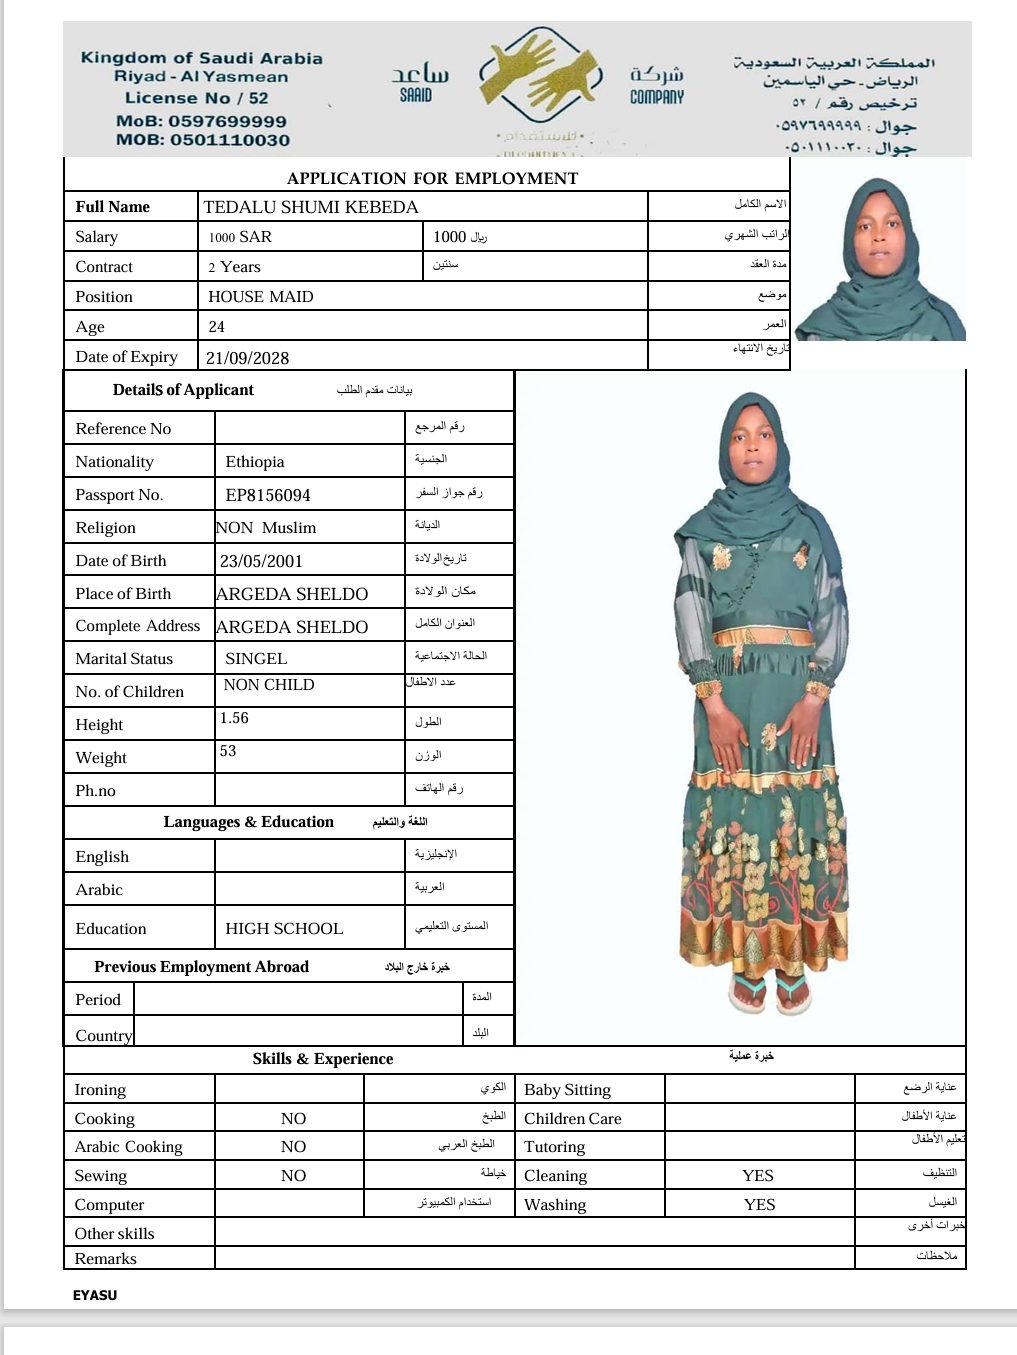 Kingdom of Saudi Arabia
Riyad - Al Yasmean
License No / 52
MoB: 0597699999
MOB: 0501110030
ساعد
SAAID
شركة
COMPANY
للاستقدام
المملكة العربية السعودية
الرياض - حي الياسمين
ترخيص رقم / ٥٢
جوال : ٠٥٩٧٦٩٩٩٩٩
جوال : ٠٥٠١١١٠٠٣٠
APPLICATION FOR EMPLOYMENT
Full Name TEDALU SHUMI KEBEDA الاسم الكامل
Salary 1000 SAR 1000 ريال الراتب الشهري
Contract 2 Years سنتين مدة العقد
Position HOUSE MAID موضع
Age 24 العمر
Date of Expiry 21/09/2028 تاريخ الانتهاء
Details of Applicant بيانات مقدم الطلب
Reference No رقم المرجع
Nationality Ethiopia الجنسية
Passport No. EP8156094 رقم جواز السفر
Religion NON Muslim الديانة
Date of Birth 23/05/2001 تاريخ الولادة
Place of Birth ARGEDA SHELDO مكان الولادة
Complete Address ARGEDA SHELDO العنوان الكامل
Marital Status SINGEL الحالة الاجتماعية
No. of Children NON CHILD عدد الاطفال
Height 1.56 الطول
Weight 53 الوزن
Ph.no رقم الهاتف
Languages & Education اللغة والتعليم
English الإنجليزية
Arabic العربية
Education HIGH SCHOOL المستوى التعليمي
Previous Employment Abroad خبرة خارج البلاد
Period المدة
Country البلد
Skills & Experience خبرة عملية
Ironing الكوي Baby Sitting عناية الرضع
Cooking NO الطبخ Children Care عناية الأطفال
Arabic Cooking NO الطبخ العربي Tutoring تعليم الأطفال
Sewing NO خياطة Cleaning YES التنظيف
Computer استخدام الكمبيوتر Washing YES الغيسل
Other skills خبرات أخرى
Remarks ملاحظات
EYASU